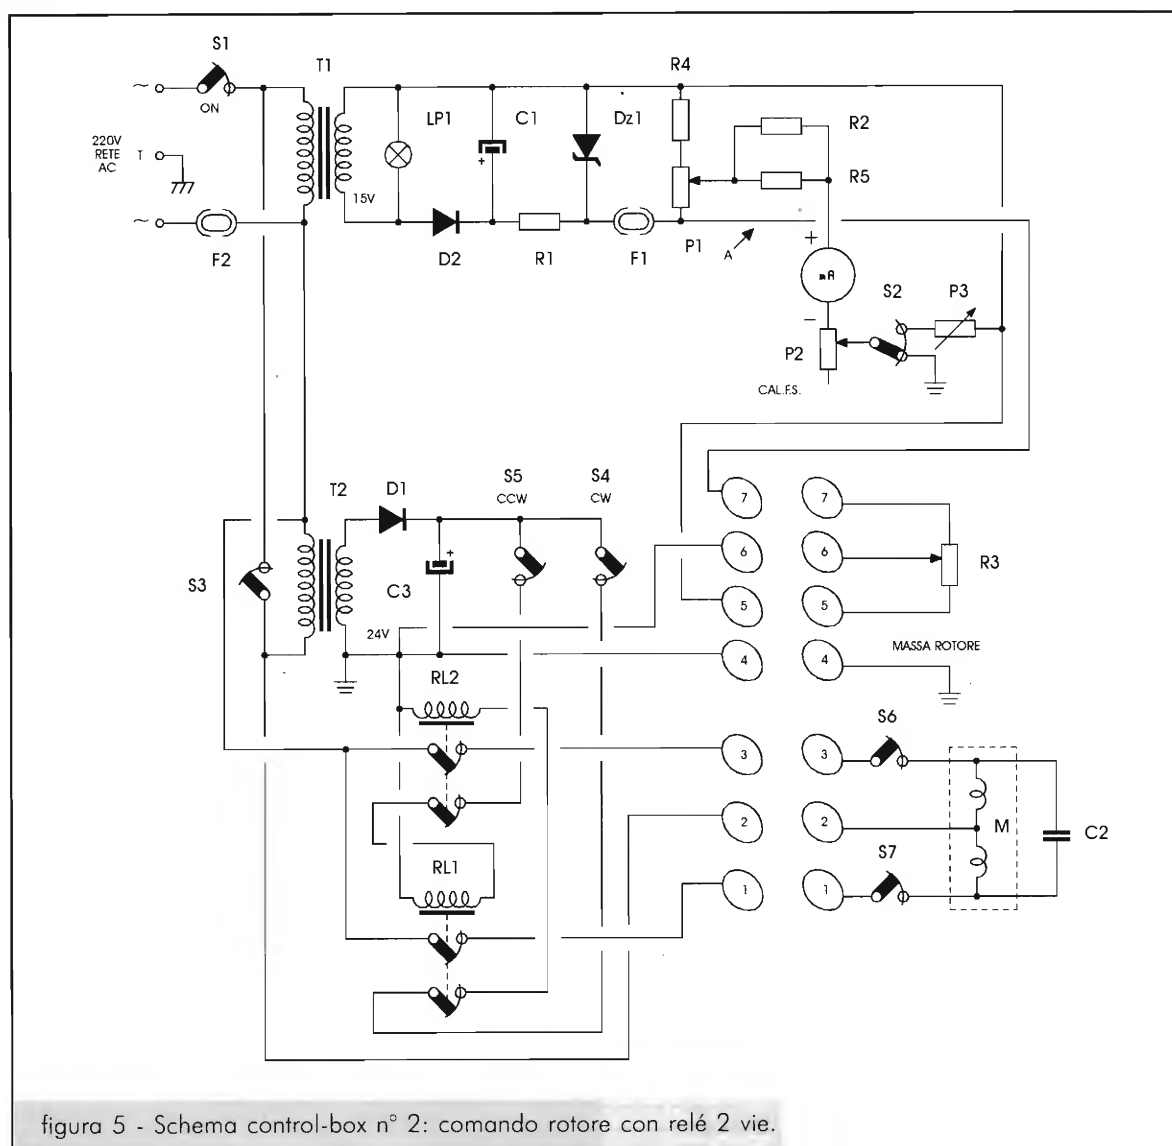 S1
T1
R4
~
ON
LP1
C1
Dz1
R2
220V
RETE
AC
T
+
R5
15V
~
F2
D2
R1
F1
P1
A
+
mA
S2
P3
–
P2
CAL.F.S.
T2
D1
S5
CCW
S4
CW
7
7
+
6
6
R3
S3
C3
5
5
24V
MASSA ROTORE
4
4
RL2
S6
3
3
2
2
M
C2
RL1
S7
1
1
figura 5 - Schema control-box n° 2: comando rotore con relé 2 vie.